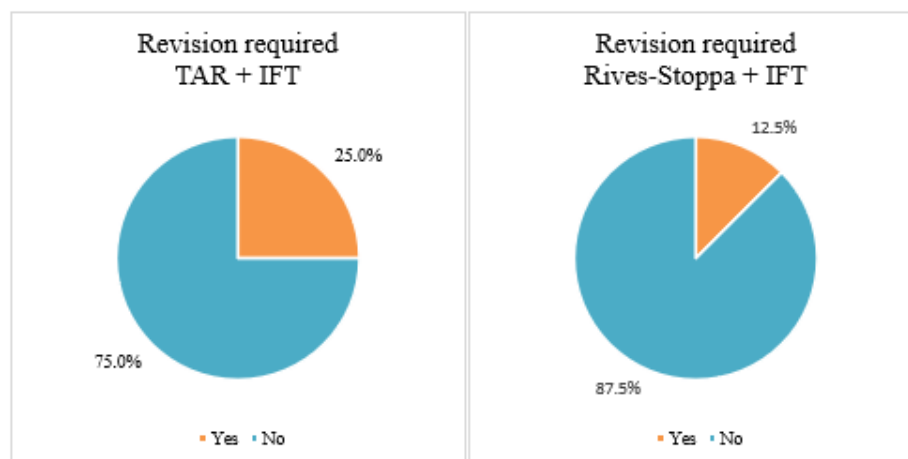 Revision required
TAR + IFT
25.0%
75.0%
Yes No
Revision required
Rives-Stoppa + IFT
12.5%
87.5%
Yes No